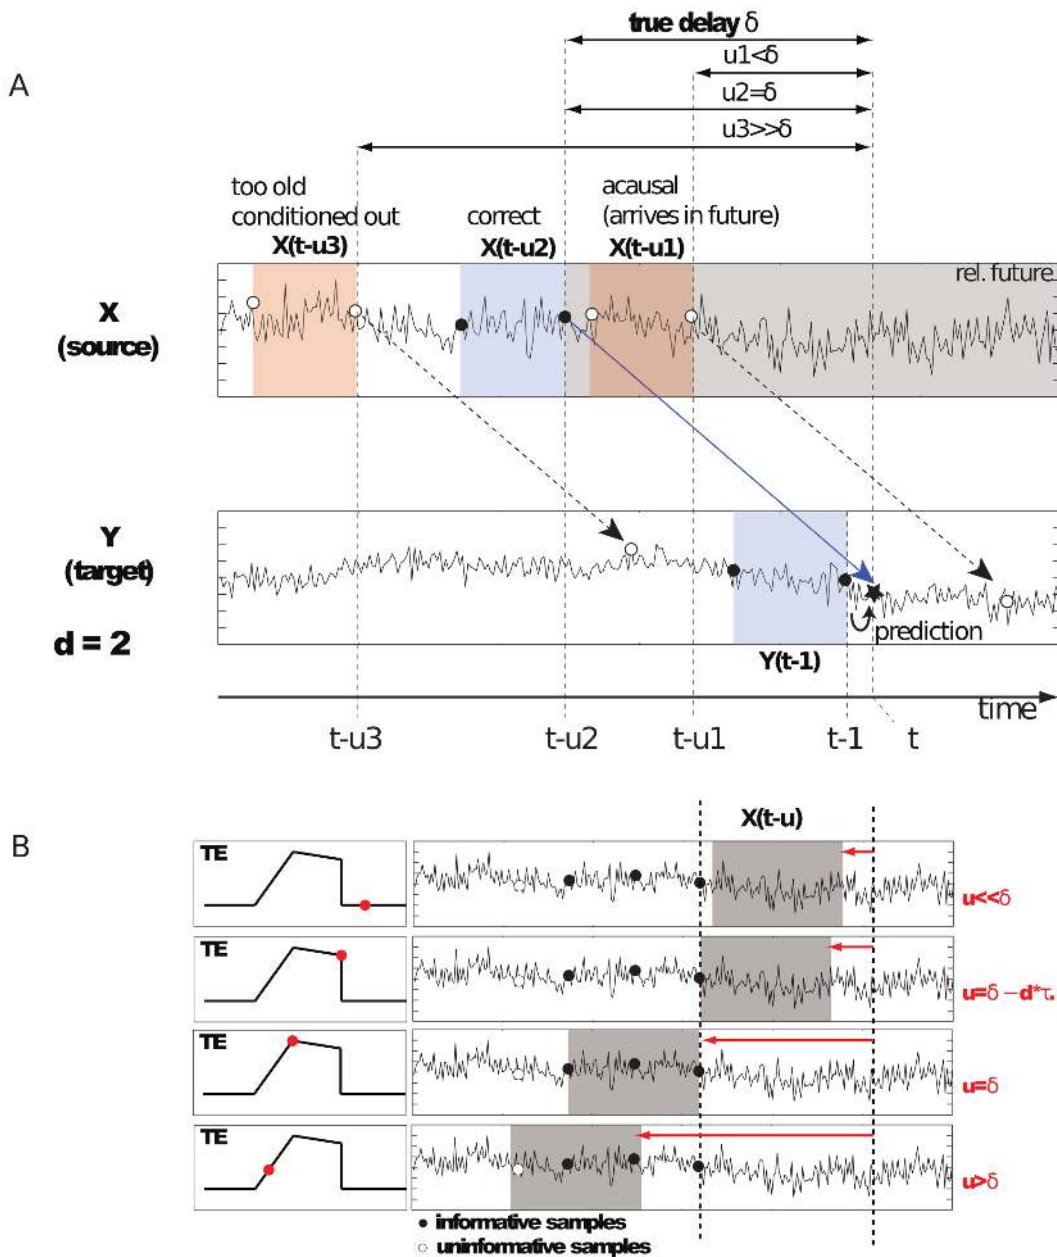 A
true delay δ
u1<δ
u2=δ
u3>>δ
too old
conditioned out
X(t-u3)
correct
X(t-u2)
acausal
(arrives in future)
X(t-u1)
rel. future
X
(source)
Y
(target)
d = 2
prediction
Y(t-1)
time
t-u3
t-u2
t-u1
t-1
t
B
X(t-u)
TE
u<<δ
TE
u=δ – d*τ.
TE
u=δ
TE
u>δ
informative samples
uninformative samples